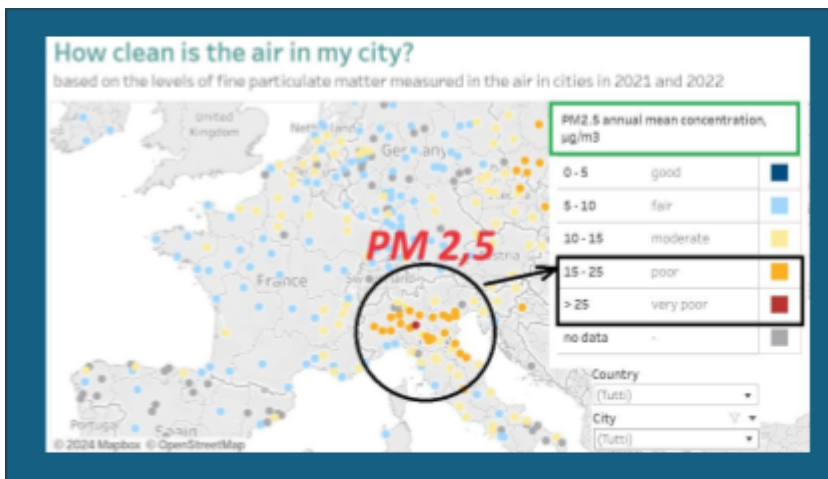 How clean is the air in my city?
based on the levels of fine particulate matter measured in the air in cities in 2021 and 2022
United
Kingdom
Netherlands
Germany
PM 2,5
Austria
France
Switzerland
Portugal
Spain
PM2.5 annual mean concentration,
µg/m3
0 - 5 good
5 - 10 fair
10 - 15 moderate
15 - 25 poor
> 25 very poor
no data -
Country
(Tutti)
City
(Tutti)
© 2024 Mapbox © OpenStreetMap